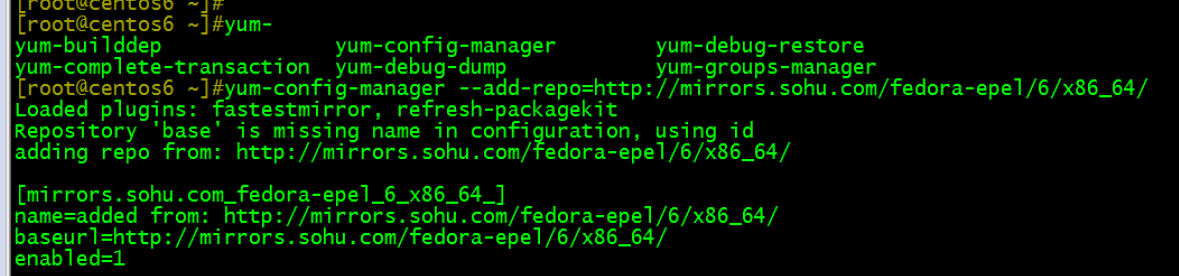 [root@centos6 ~]#
[root@centos6 ~]#yum-
yum-builddep yum-config-manager yum-debug-restore
yum-complete-transaction yum-debug-dump yum-groups-manager
[root@centos6 ~]#yum-config-manager --add-repo=http://mirrors.sohu.com/fedora-epel/6/x86_64/
Loaded plugins: fastestmirror, refresh-packagekit
Repository 'base' is missing name in configuration, using id
adding repo from: http://mirrors.sohu.com/fedora-epel/6/x86_64/
[mirrors.sohu.com_fedora-epel_6_x86_64_]
name=added from: http://mirrors.sohu.com/fedora-epel/6/x86_64/
baseurl=http://mirrors.sohu.com/fedora-epel/6/x86_64/
enabled=1